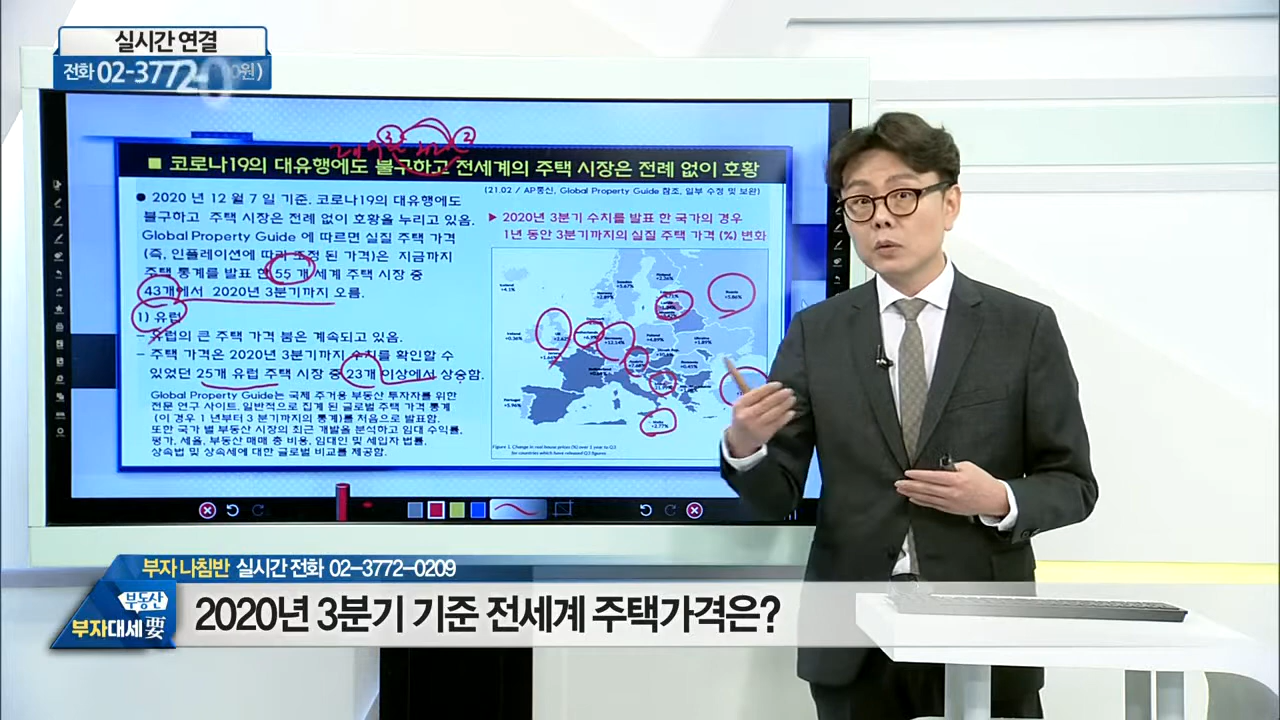 실시간 연결
전화 02-3772-
■ 코로나19의 대유행에도 불구하고 전세계의 주택 시장은 전례 없이 호황
● 2020 년 12 월 7 일 기준. 코로나19의 대유행에도
불구하고 주택 시장은 전례 없이 호황을 누리고 있음.
Global Property Guide 에 따르면 실질 주택 가격
(즉, 인플레이션에 따라 조정 된 가격)은 지금까지
주택 통계를 발표 한 55 개 세계 주택 시장 중
43개에서 2020년 3분기까지 오름.
1) 유럽
– 유럽의 큰 주택 가격 붐은 계속되고 있음.
– 주택 가격은 2020년 3분기까지 수치를 확인할 수
있었던 25개 유럽 주택 시장 중 23개 이상에서 상승함.
Global Property Guide는 국제 주거용 부동산 투자자를 위한
전문 연구 사이트. 일반적으로 집계 된 글로벌 주택 가격 통계
(이 경우 1 년부터 3 분기까지의 통계)를 처음으로 발표함.
또한 국가 별 부동산 시장의 최근 개발을 분석하고 임대 수익률,
평가, 세율, 부동산 매매 총 비용, 임대인 및 세입자 법률,
상속법 및 상속세에 대한 글로벌 비교를 제공함.
(21.02 / AP통신, Global Property Guide 참조, 일부 수정 및 보완)
▶ 2020년 3분기 수치를 발표 한 국가의 경우
1년 동안 3분기까지의 실질 주택 가격 (%) 변화
Figure 1. Change in real house prices (%) over 1 year to Q3
for countries which have released Q3 figures
부자 나침반 실시간 전화 02-3772-0209
부동산
부자대세 要
2020년 3분기 기준 전세계 주택가격은?